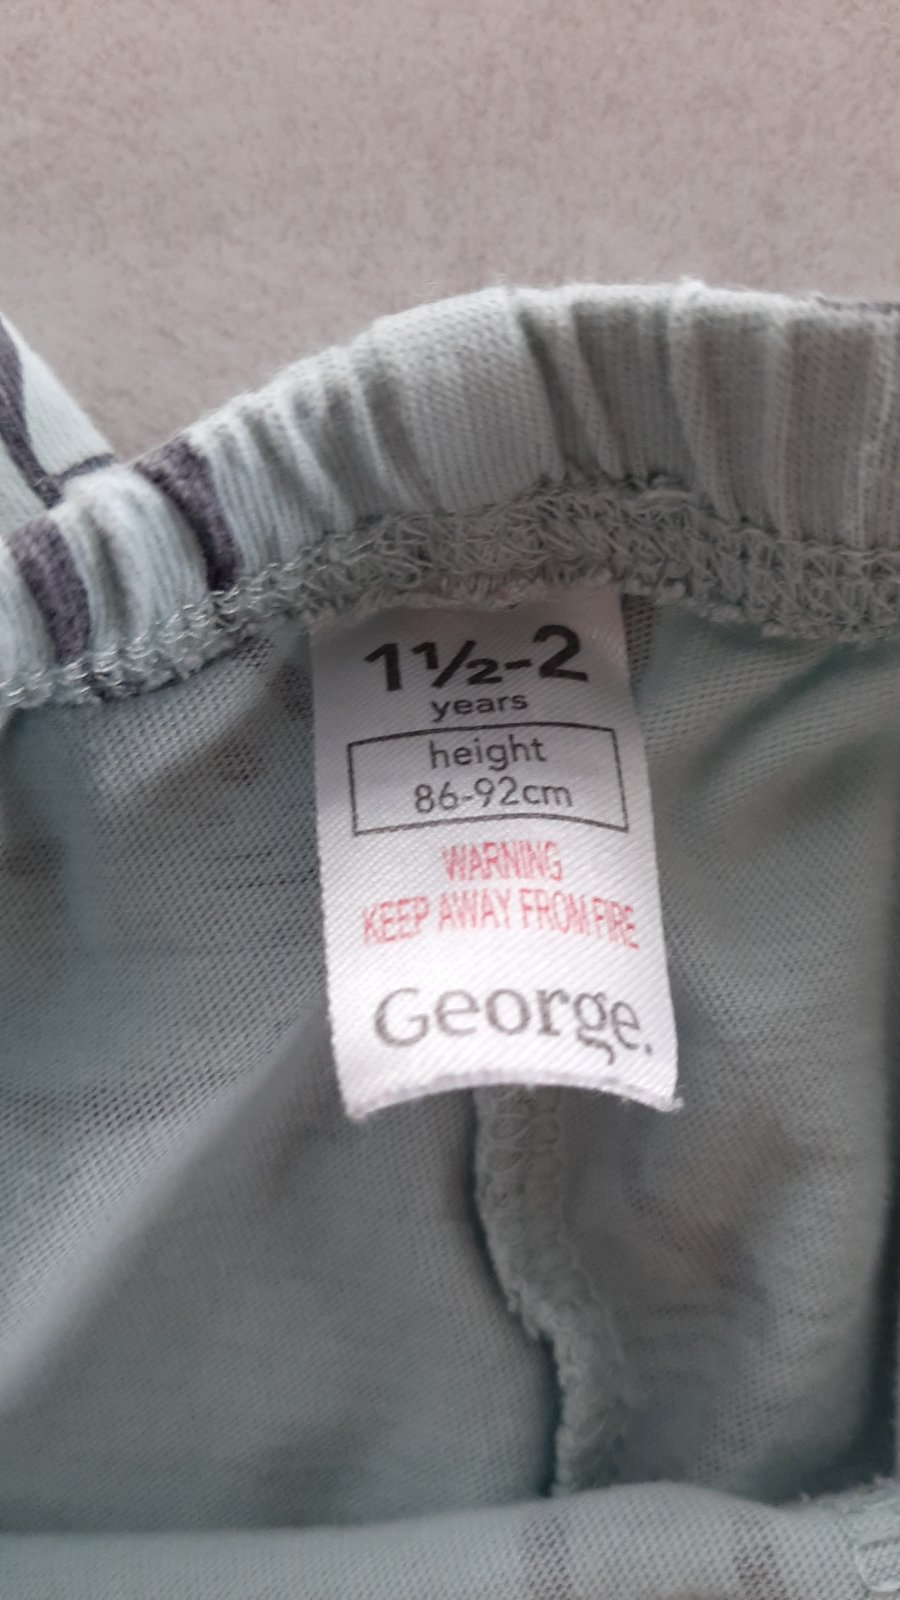 1½-2
years
height
86-92cm
WARNING
KEEP AWAY FROM FIRE
George.